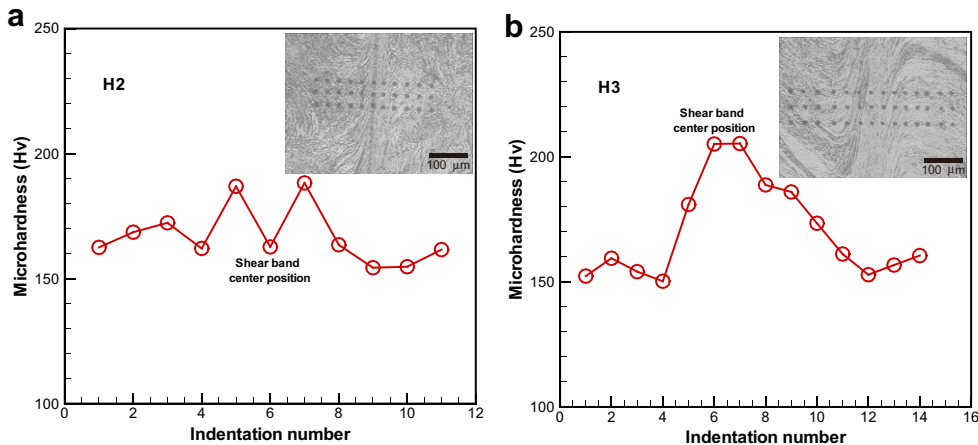 a
250
200
150
100
Microhardness (Hv)
H2
100 μm
Shear band
center position
0 2 4 6 8 10 12
Indentation number
b
250
200
150
100
Microhardness (Hv)
H3
Shear band
center position
100 μm
0 2 4 6 8 10 12 14 16
Indentation number